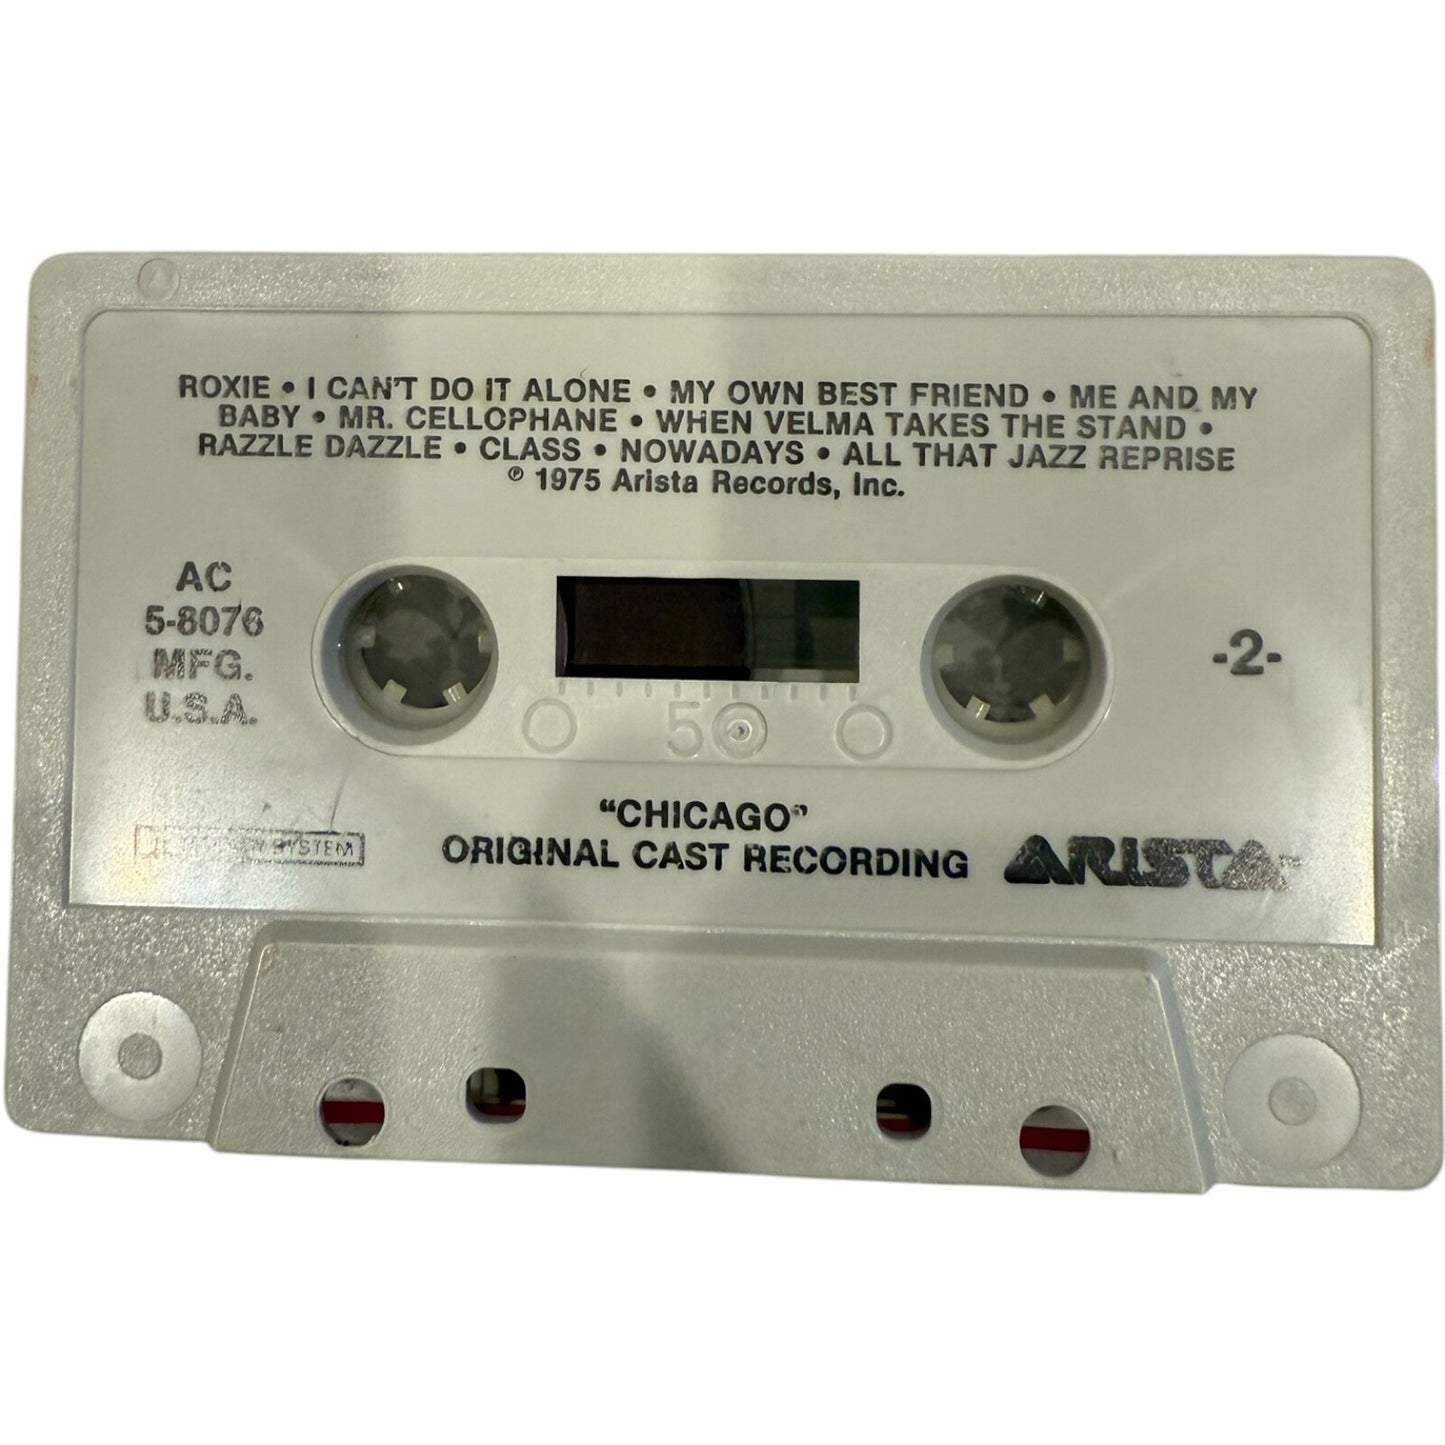 ROXIE • I CAN'T DO IT ALONE • MY OWN BEST FRIEND • ME AND MY
BABY • MR. CELLOPHANE • WHEN VELMA TAKES THE STAND •
RAZZLE DAZZLE • CLASS • NOWADAYS • ALL THAT JAZZ REPRISE
℗ 1975 Arista Records, Inc.
AC
5-8076
MFG.
U.S.A.
-2-
50
"CHICAGO"
ORIGINAL CAST RECORDING
SYSTEM
ARISTA